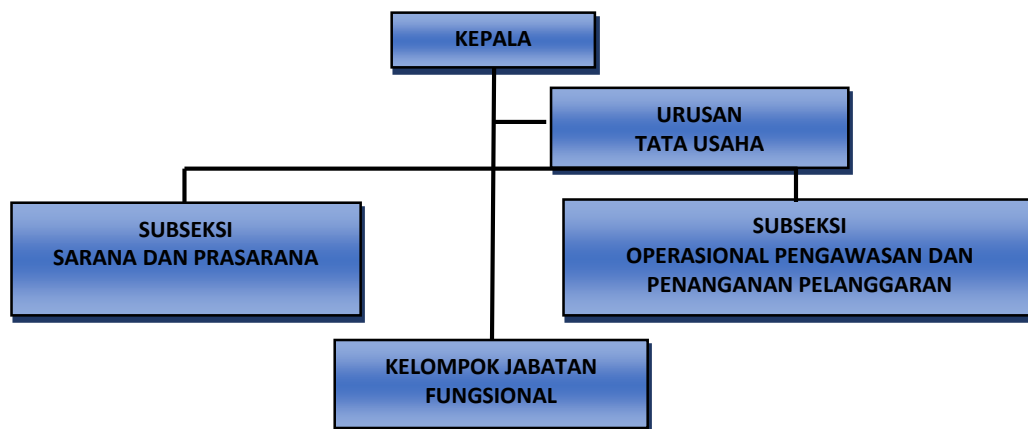 KEPALA
URUSAN
TATA USAHA
SUBSEKSI
SARANA DAN PRASARANA
SUBSEKSI
OPERASIONAL PENGAWASAN DAN
PENANGANAN PELANGGARAN
KELOMPOK JABATAN
FUNGSIONAL